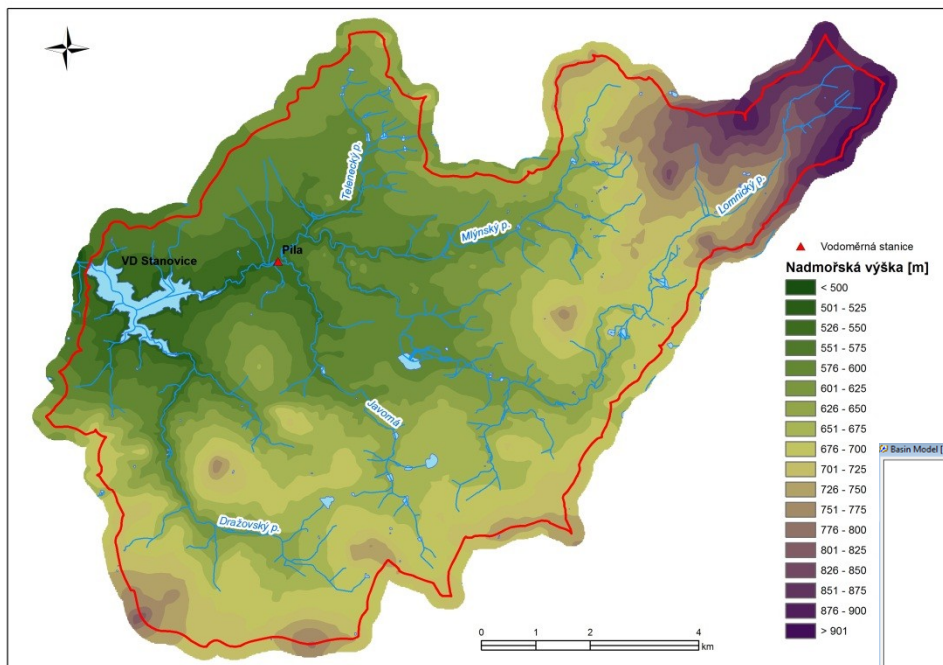 Telenecký p.
Mlýnský p.
Lomnický p.
VD Stanovice
Pila
Javorná
Dražovský p.
Vodoměrná stanice
Nadmořská výška [m]
< 500
501 - 525
526 - 550
551 - 575
576 - 600
601 - 625
626 - 650
651 - 675
676 - 700
701 - 725
726 - 750
751 - 775
776 - 800
801 - 825
826 - 850
851 - 875
876 - 900
> 901
Basin Model [
0 1 2 4
km